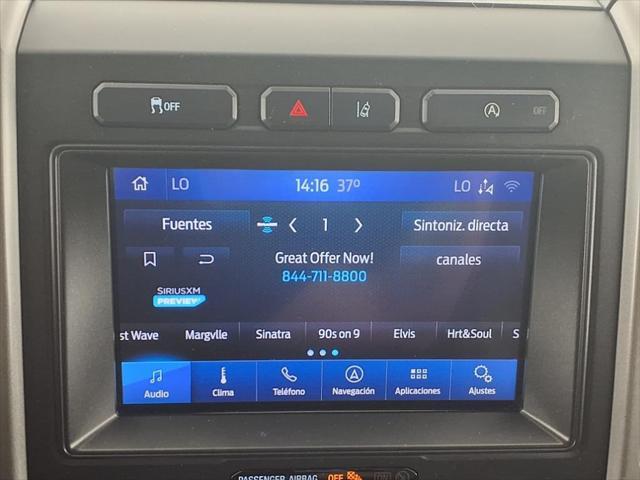 OFF
OFF
LO 14:16 37° LO
Fuentes 1 Sintoniz. directa
Great Offer Now! canales
844-711-8800
SIRIUSXM
PREVIEW
st Wave Margvlle Sinatra 90s on 9 Elvis Hrt&Soul S
Audio Clima Teléfono Navegación Aplicaciones Ajustes
PASSENGER AIRBAG OFF ON